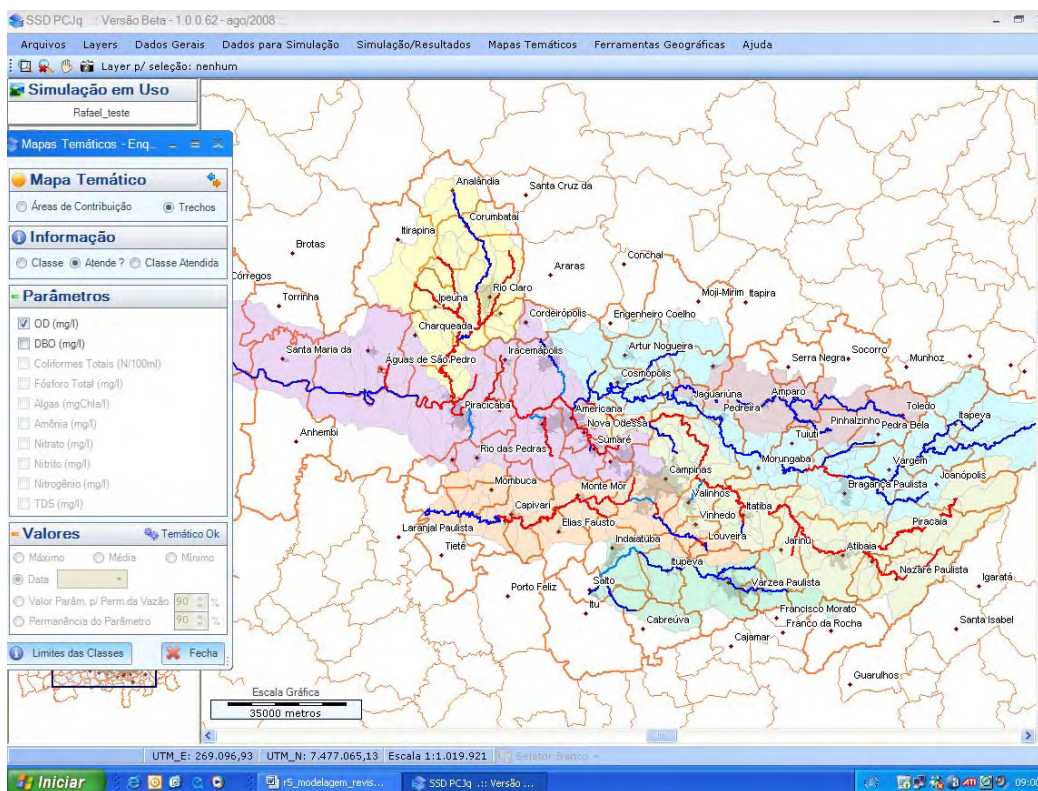 SSD PCJq .:: Versão Beta - 1.0.0.62 - ago/2008 ::.
Arquivos Layers Dados Gerais Dados para Simulação Simulação/Resultados Mapas Temáticos Ferramentas Geográficas Ajuda
Layer p/ seleção: nenhum
Simulação em Uso
Rafael_teste
Mapas Temáticos - Enq...
Mapa Temático
Áreas de Contribuição Trechos
Informação
Classe Atende ? Classe Atendida
Parâmetros
OD (mg/l)
DBO (mg/l)
Coliformes Totais (N/100ml)
Fósforo Total (mg/l)
Algas (mgChla/l)
Amônia (mg/l)
Nitrato (mg/l)
Nitrito (mg/l)
Nitrogênio (mg/l)
TDS (mg/l)
Valores Temático Ok
Máximo Média Mínimo
Data
Valor Parâm. p/ Perm.da Vazão 90 %
Permanência do Parâmetro 90 %
Limites das Classes Fecha
Analândia
Santa Cruz da
Corumbataí
Itirapina
Brotas
Conchal
Araras
Córregos
Torrinha
Ipeúna
Rio Claro
Moji-Mirim
Itapira
Cordeirópolis
Engenheiro Coelho
Charqueada
Santa Maria da
Águas de São Pedro
Iracemápolis
Artur Nogueira
Serra Negra
Socorro
Munhoz
Cosmópolis
Jaguariúna
Amparo
Toledo
Piracicaba
Americana
Pedreira
Itapeva
Nova Odessa
Pinhalzinho
Pedra Bela
Anhembi
Sumaré
Tuiuti
Rio das Pedras
Morungaba
Vargem
Campinas
Joanópolis
Mombuca
Monte Mor
Bragança Paulista
Valinhos
Capivari
Itatiba
Vinhedo
Piracaia
Laranjal Paulista
Elias Fausto
Louveira
Tietê
Indaiatuba
Jarinú
Atibaia
Itupeva
Nazaré Paulista
Igaratá
Porto Feliz
Salto
Várzea Paulista
Itu
Francisco Morato
Cabreúva
Franco da Rocha
Santa Isabel
Cajamar
Guarulhos
Escala Gráfica
35000 metros
UTM_E: 269.096,93 UTM_N: 7.477.065,13 Escala 1:1.019.921 Seletor Banco
Iniciar r5_modelagem_revis... SSD PCJq .:: Versão ... 09:00